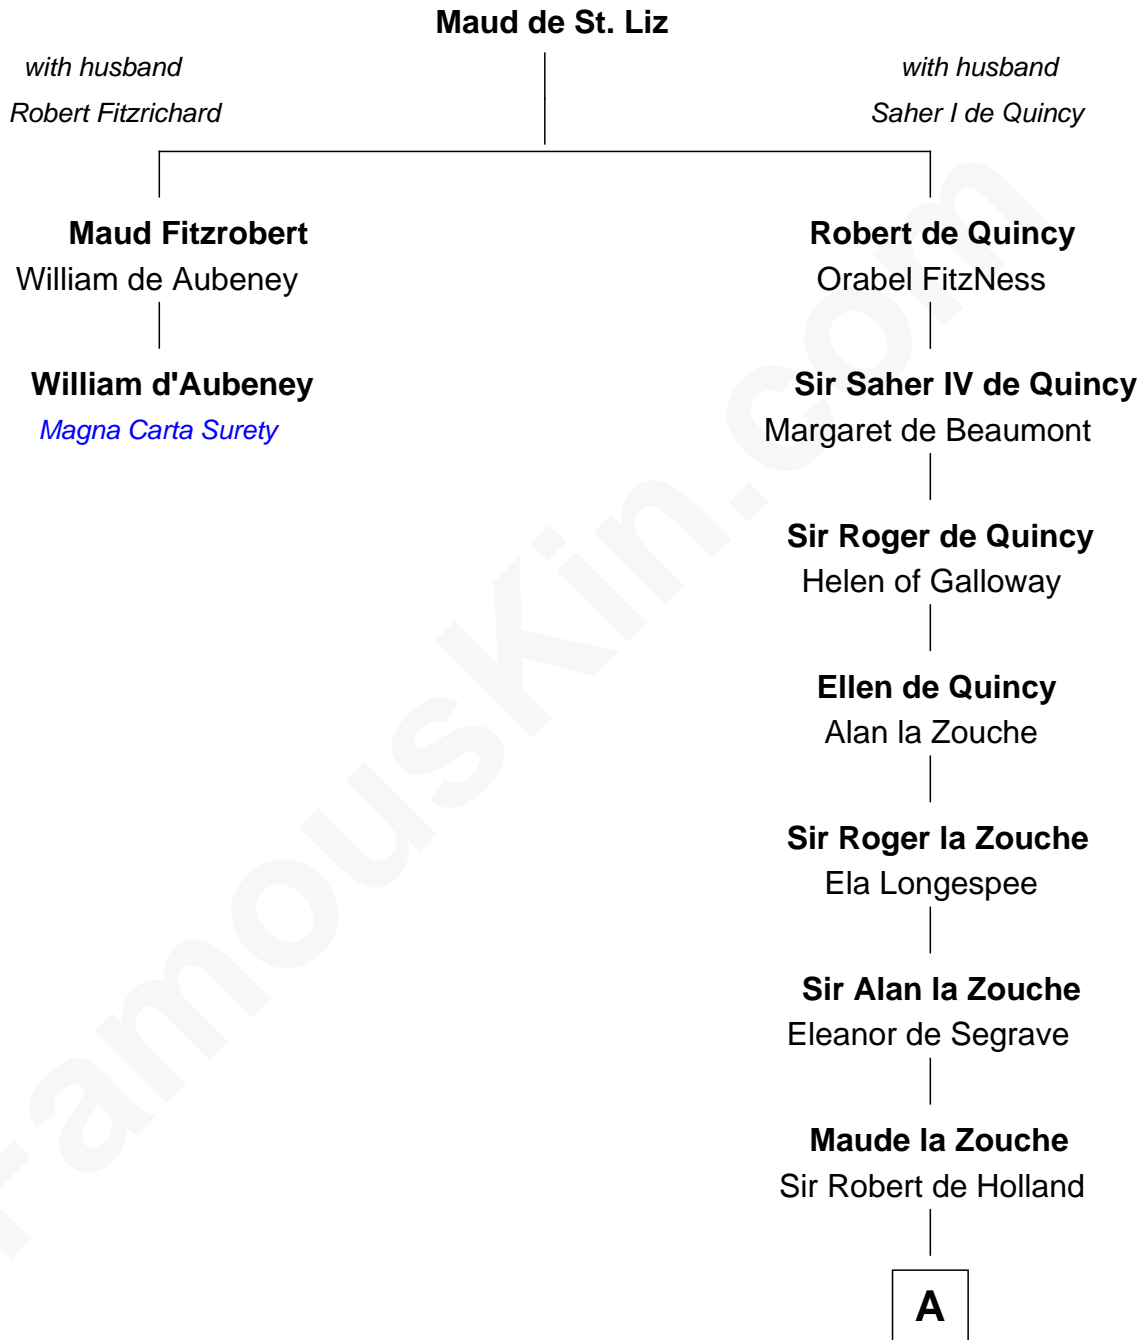 Maud de St. Liz
with husband
Robert Fitzrichard
with husband
Saher I de Quincy
Maud Fitzrobert
William de Aubeney
Robert de Quincy
Orabel FitzNess
William d'Aubeney
Magna Carta Surety
Sir Saher IV de Quincy
Margaret de Beaumont
Sir Roger de Quincy
Helen of Galloway
Ellen de Quincy
Alan la Zouche
Sir Roger la Zouche
Ela Longespee
Sir Alan la Zouche
Eleanor de Segrave
Maude la Zouche
Sir Robert de Holland
A
FamousKin.com